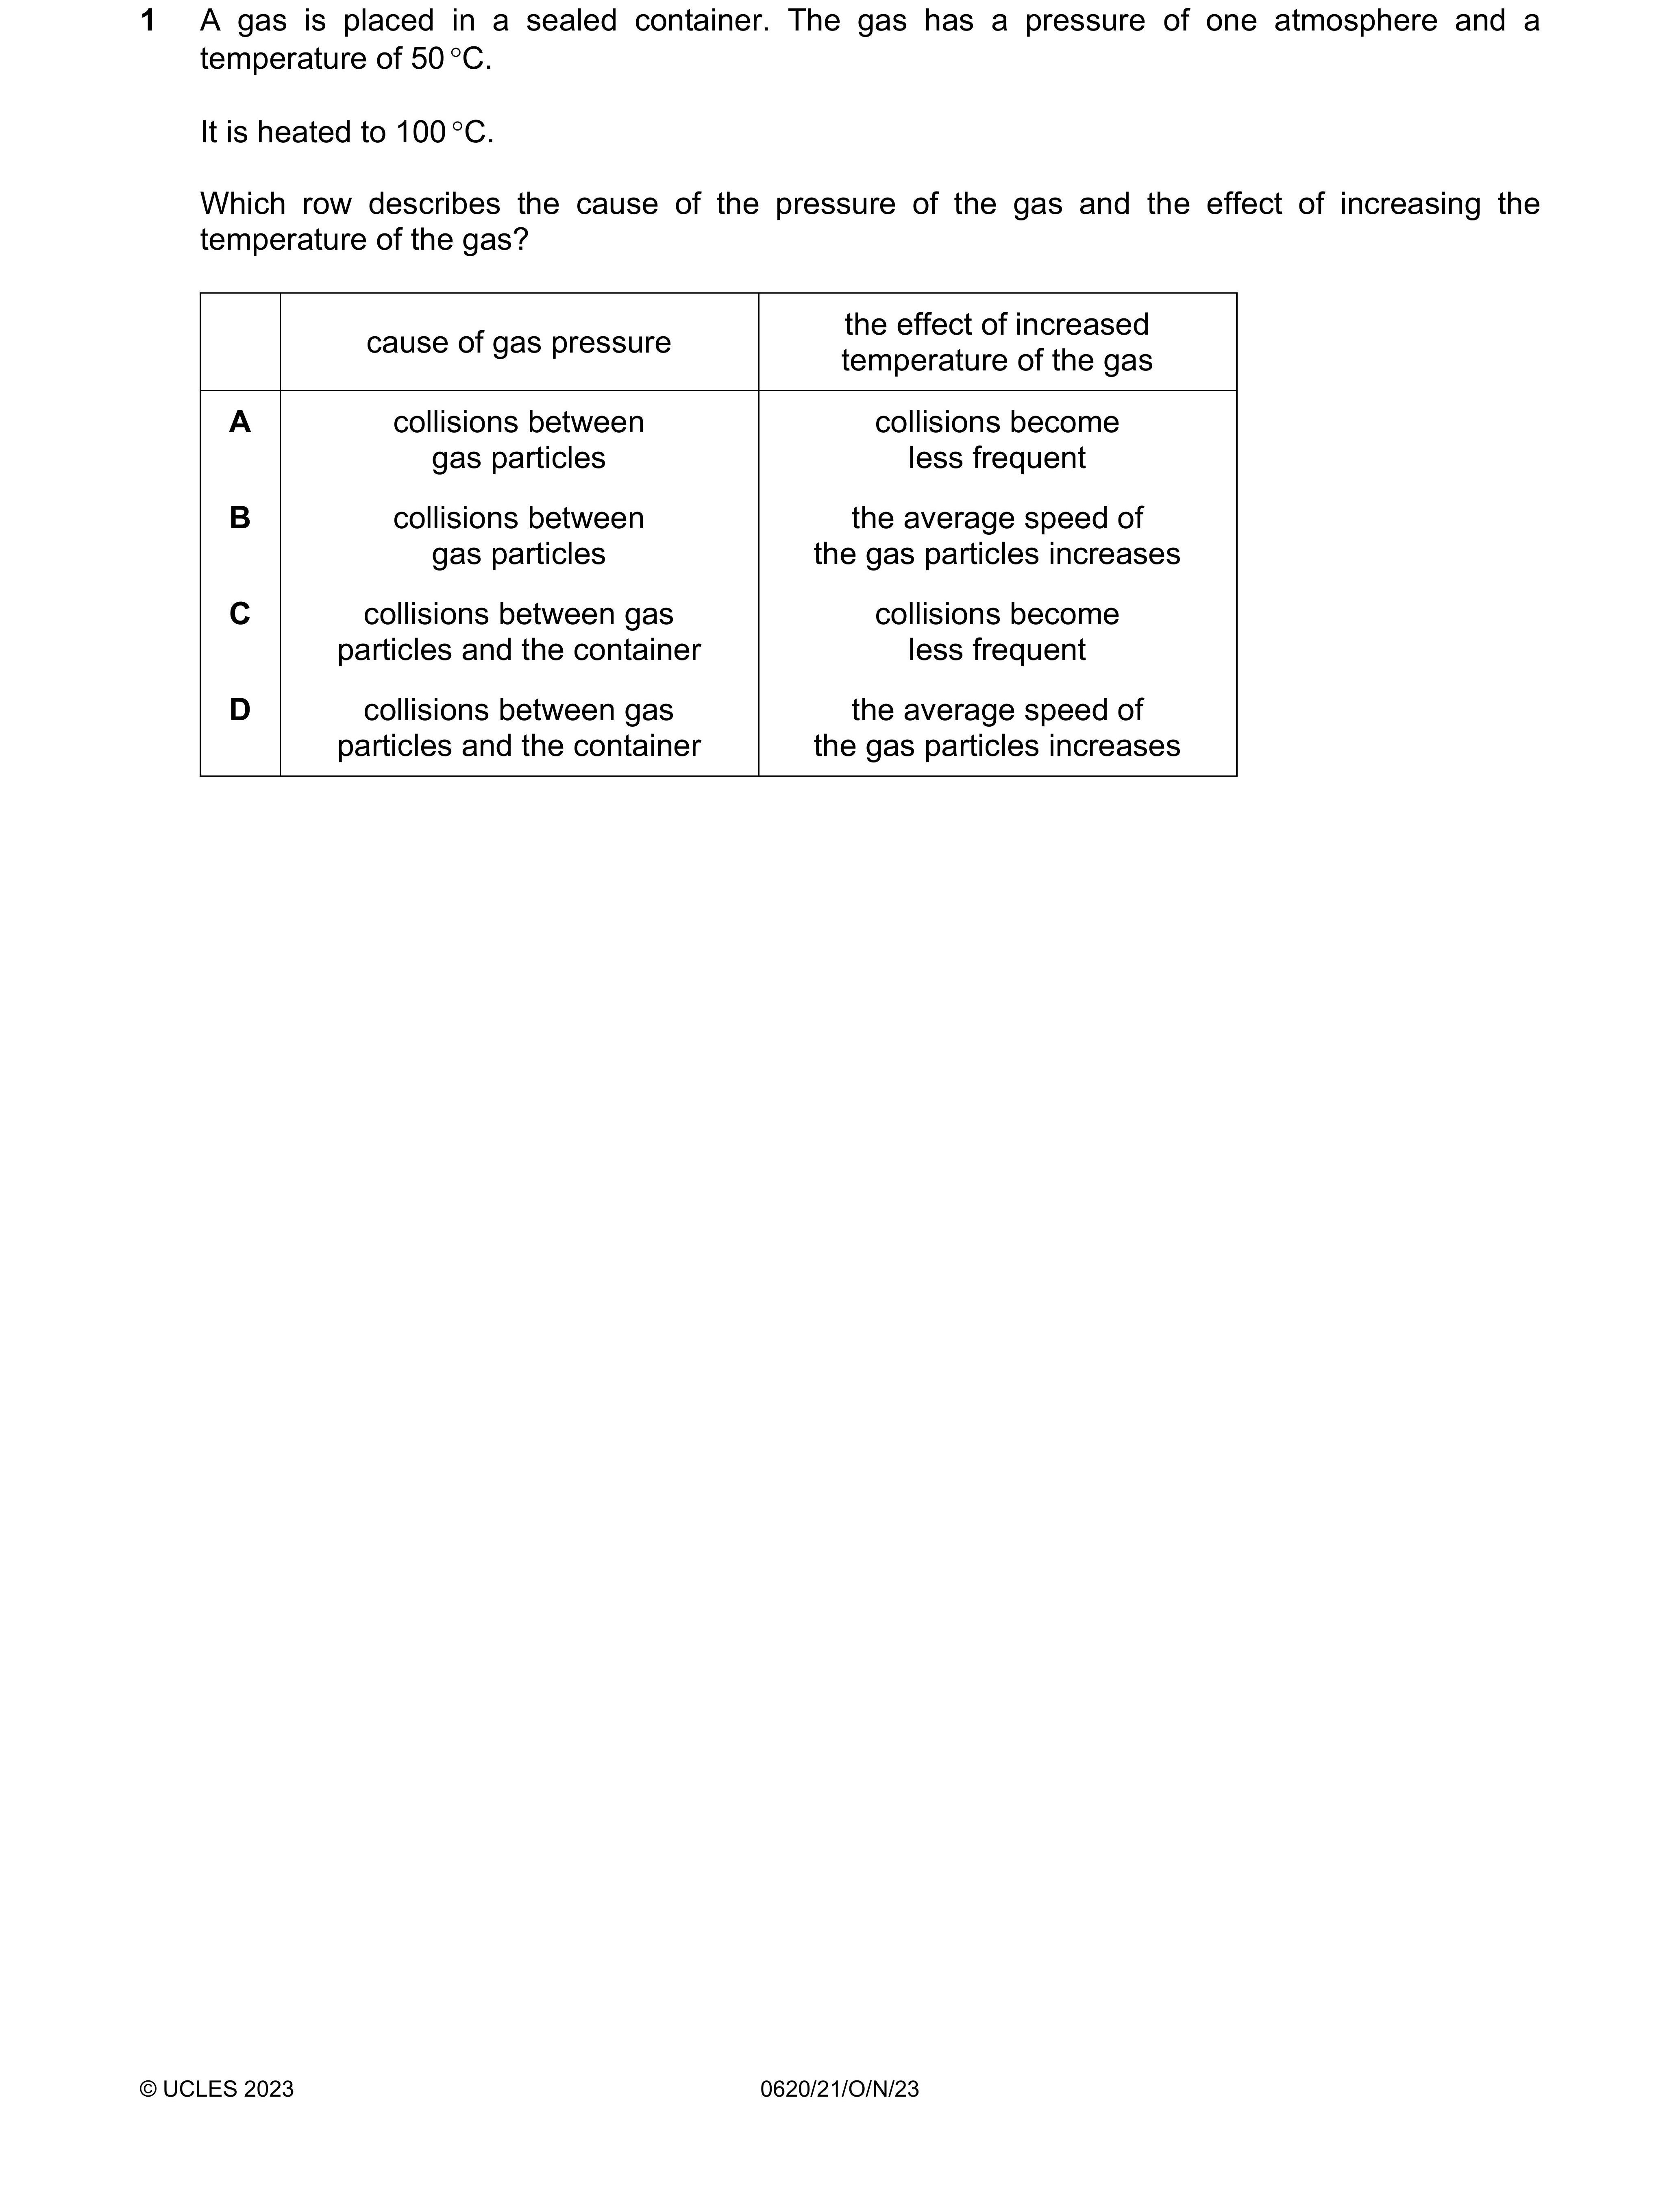 1 A gas is placed in a sealed container. The gas has a pressure of one atmosphere and a
temperature of 50 °C.
It is heated to 100 °C.
Which row describes the cause of the pressure of the gas and the effect of increasing the
temperature of the gas?
cause of gas pressure
the effect of increased
temperature of the gas
A
collisions between
gas particles
collisions become
less frequent
B
collisions between
gas particles
the average speed of
the gas particles increases
C
collisions between gas
particles and the container
collisions become
less frequent
D
collisions between gas
particles and the container
the average speed of
the gas particles increases
© UCLES 2023 0620/21/O/N/23